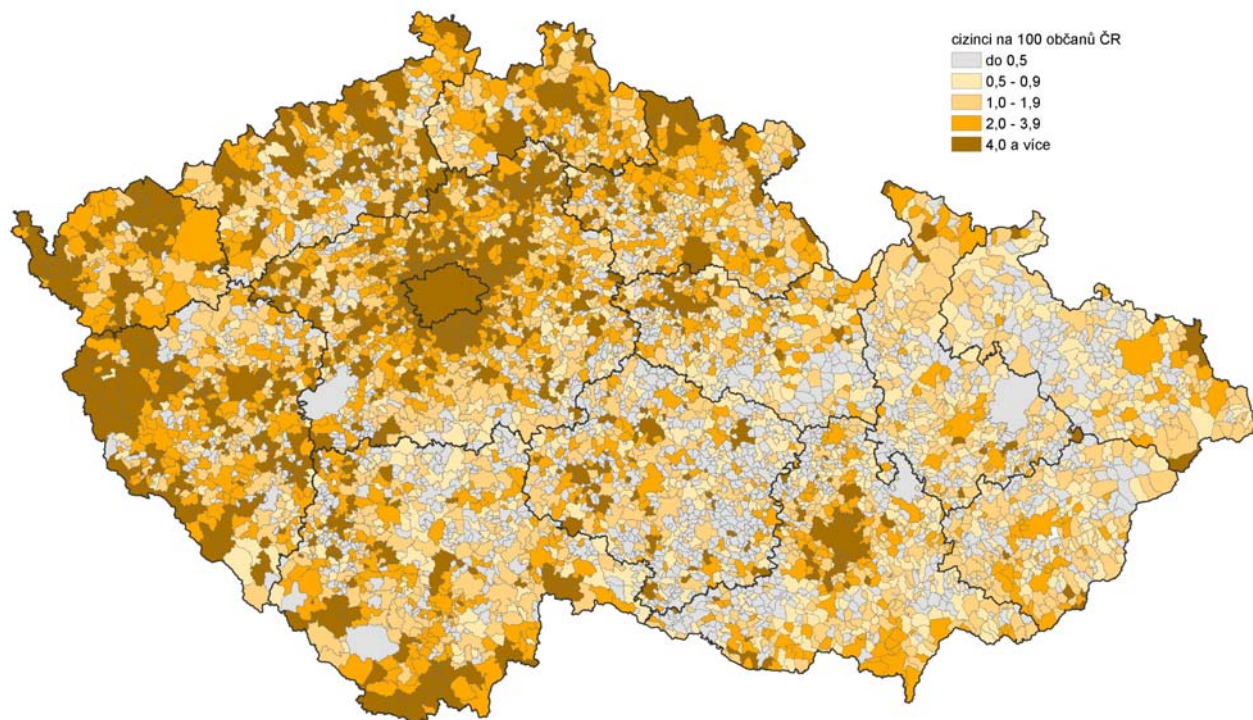 cizinci na 100 občanů ČR
do 0,5
0,5 - 0,9
1,0 - 1,9
2,0 - 3,9
4,0 a více